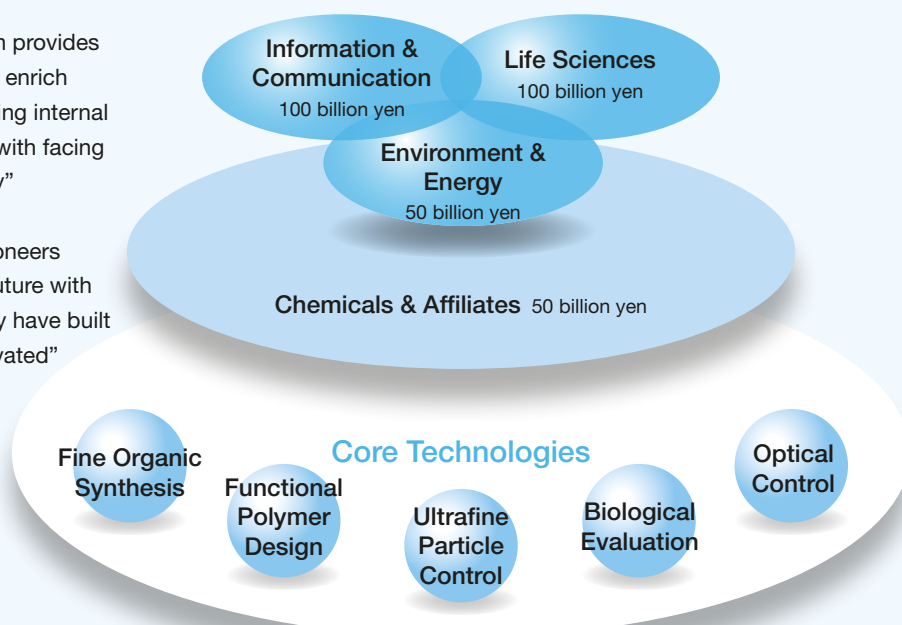 n provides
enrich
ing internal
with facing
y”
oneers
uture with
y have built
vated”
Information &
Communication
100 billion yen
Life Sciences
100 billion yen
Environment &
Energy
50 billion yen
Chemicals & Affiliates 50 billion yen
Core Technologies
Fine Organic
Synthesis
Functional
Polymer
Design
Ultrafine
Particle
Control
Biological
Evaluation
Optical
Control